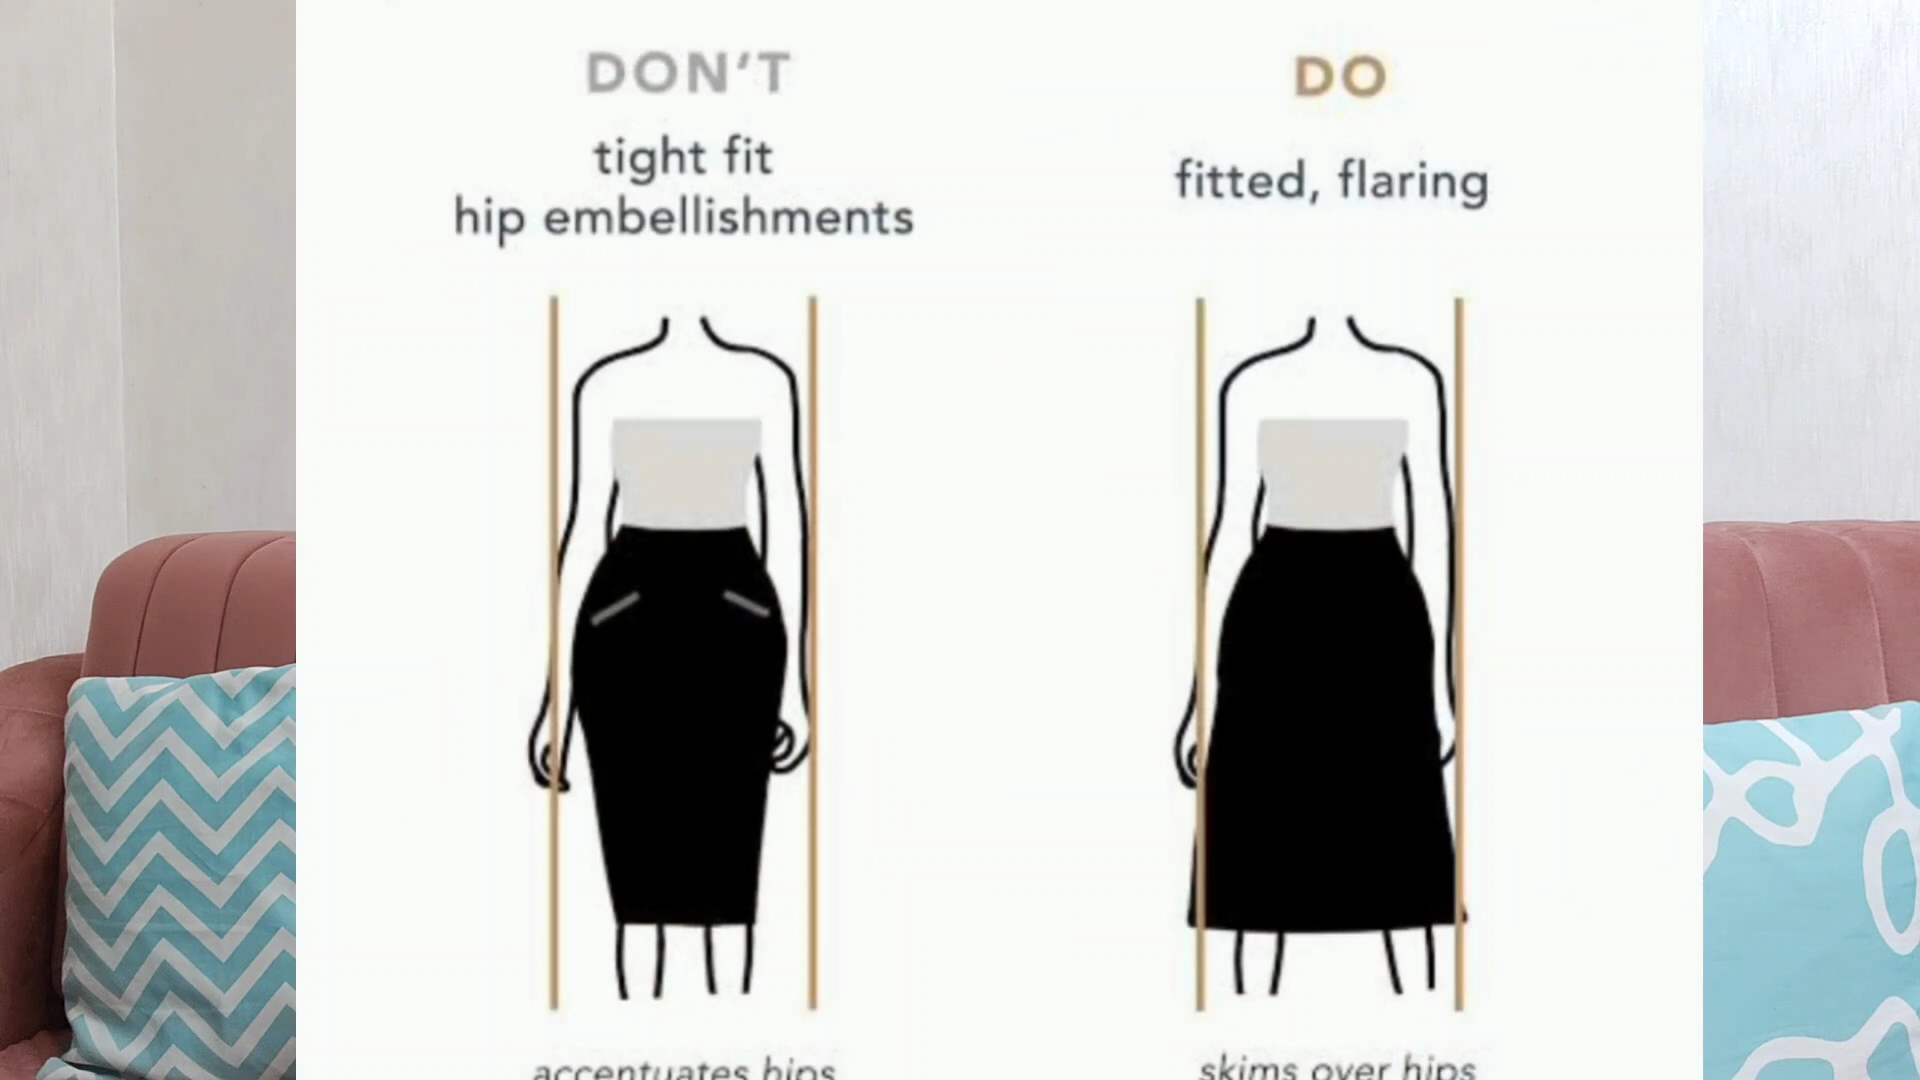 DON'T
tight fit
hip embellishments
accentuates hips
DO
fitted, flaring
skims over hips